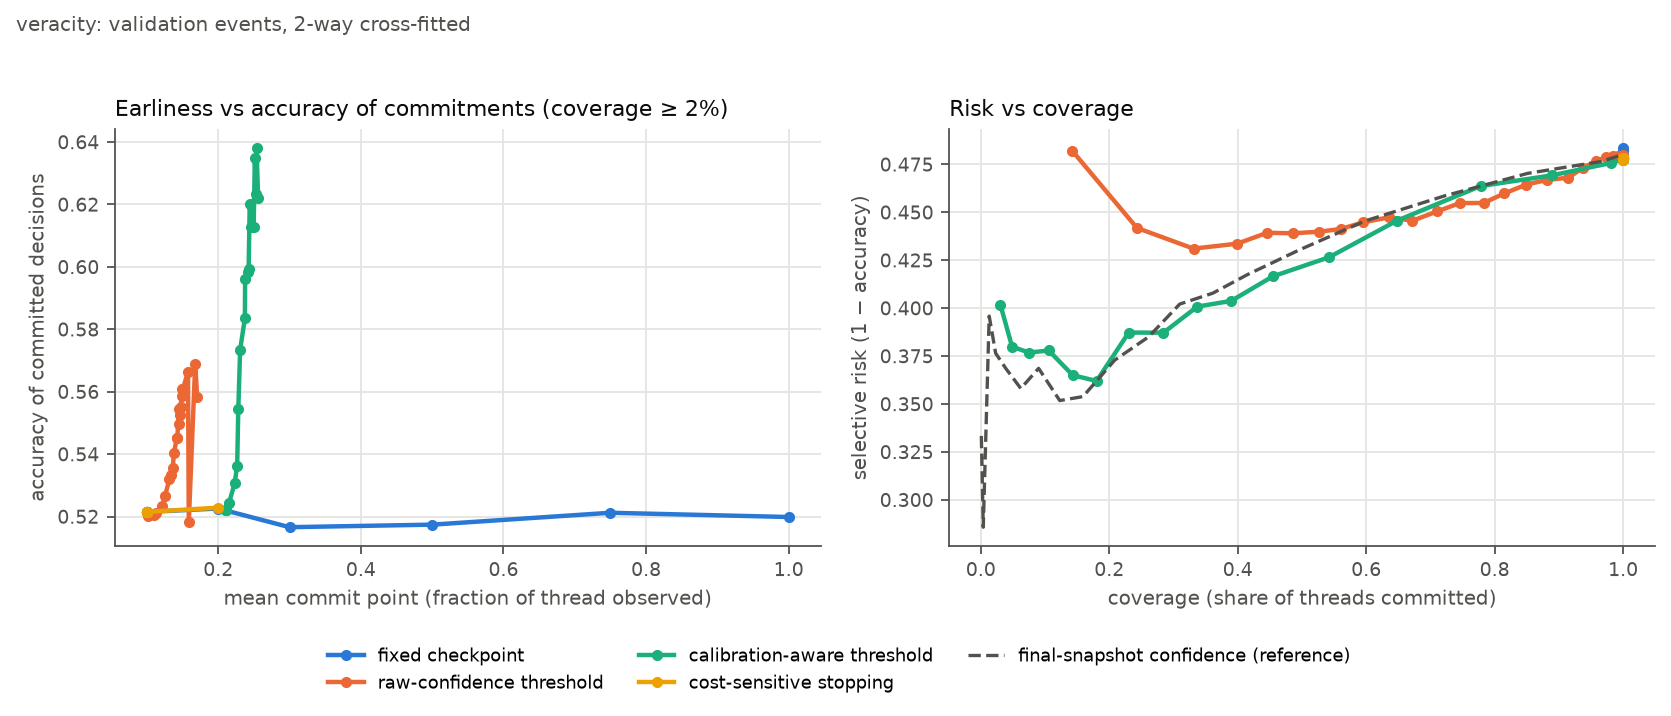 veracity: validation events, 2-way cross-fitted
Earliness vs accuracy of commitments (coverage ≥ 2%)
accuracy of committed decisions
0.64
0.62
0.60
0.58
0.56
0.54
0.52
0.2 0.4 0.6 0.8 1.0
mean commit point (fraction of thread observed)
Risk vs coverage
selective risk (1 − accuracy)
0.475
0.450
0.425
0.400
0.375
0.350
0.325
0.300
0.0 0.2 0.4 0.6 0.8 1.0
coverage (share of threads committed)
fixed checkpoint
raw-confidence threshold
calibration-aware threshold
cost-sensitive stopping
final-snapshot confidence (reference)